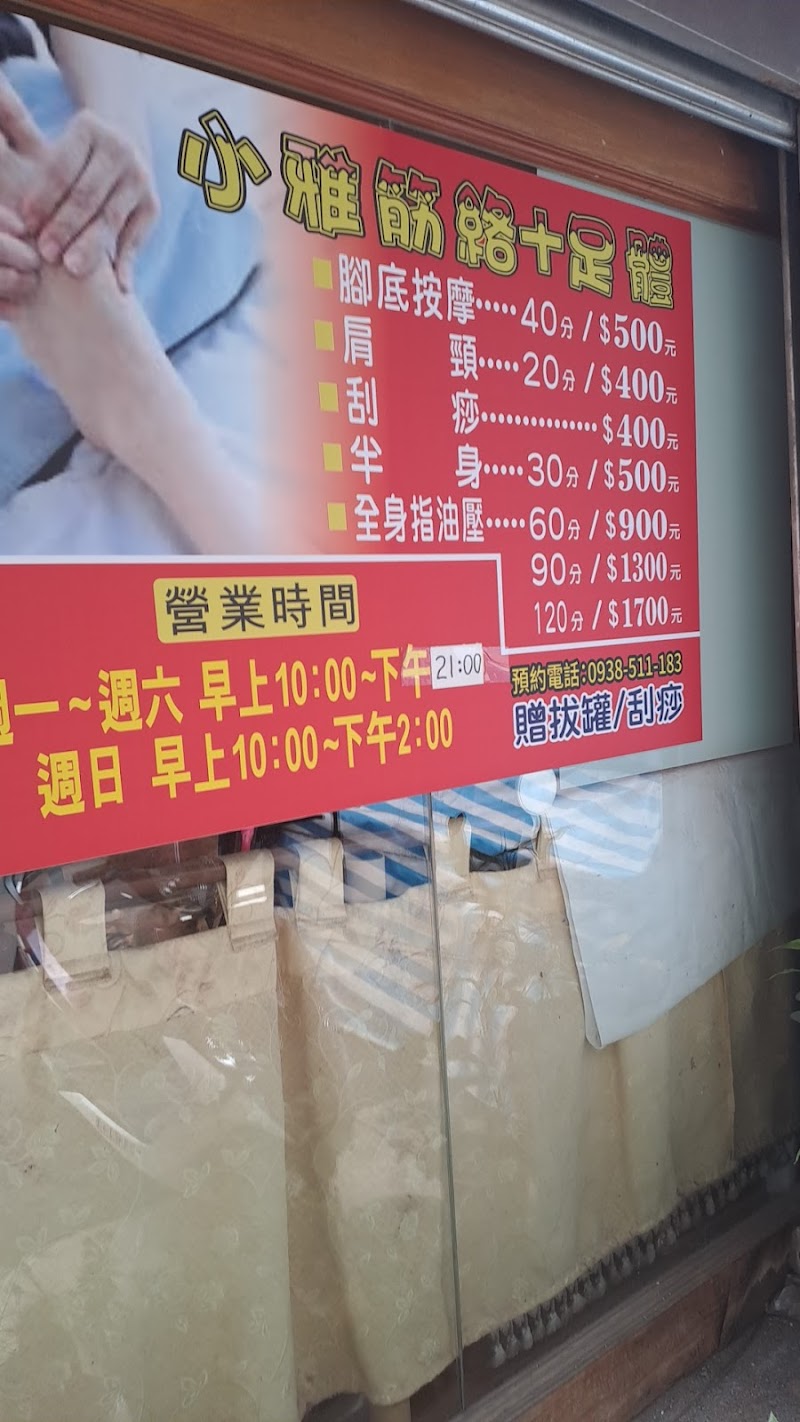 小雅筋絡十足體
腳底按摩·····40分/$500元
肩 頸·····20分/$400元
刮 痧··············$400元
半 身·····30分/$500元
全身指油壓·····60分/$900元
90分/$1300元
120分/$1700元
營業時間
週一~週六 早上10:00~下午21:00
週日 早上10:00~下午2:00
預約電話:0938-511-183
贈拔罐/刮痧